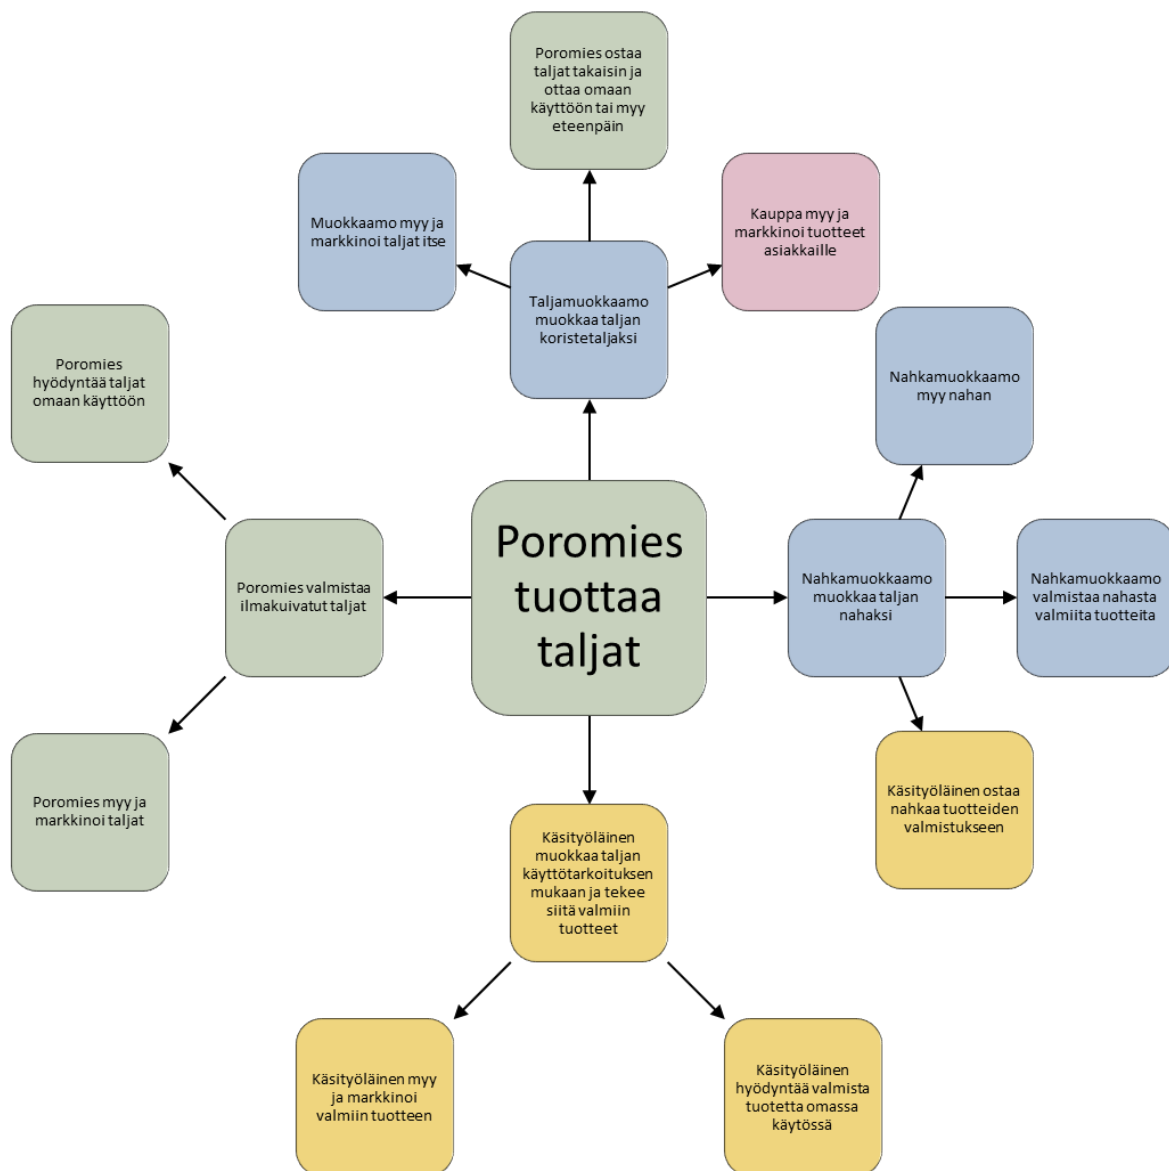 Poromies ostaa
taljat takaisin ja
ottaa omaan
käyttöön tai myy
eteenpäin
Muokkaamo myy ja
markkinoi taljat itse
Kauppa myy ja
markkinoi tuotteet
asiakkaille
Taljamuokkaamo
muokkaa taljan
koristetaljaksi
Poromies
hyödyntää taljat
omaan käyttöön
Nahkamuokkaamo
myy nahan
Poromies
tuottaa
taljat
Poromies valmistaa
ilmakuivatut taljat
Nahkamuokkaamo
muokkaa taljan
nahaksi
Nahkamuokkaamo
valmistaa nahasta
valmiita tuotteita
Poromies myy ja
markkinoi taljat
Käsityöläinen ostaa
nahkaa tuotteiden
valmistukseen
Käsityöläinen
muokkaa taljan
käyttötarkoituksen
mukaan ja tekee
siitä valmiin
tuotteet
Käsityöläinen myy
ja markkinoi
valmiin tuotteen
Käsityöläinen
hyödyntää valmista
tuotetta omassa
käytössä